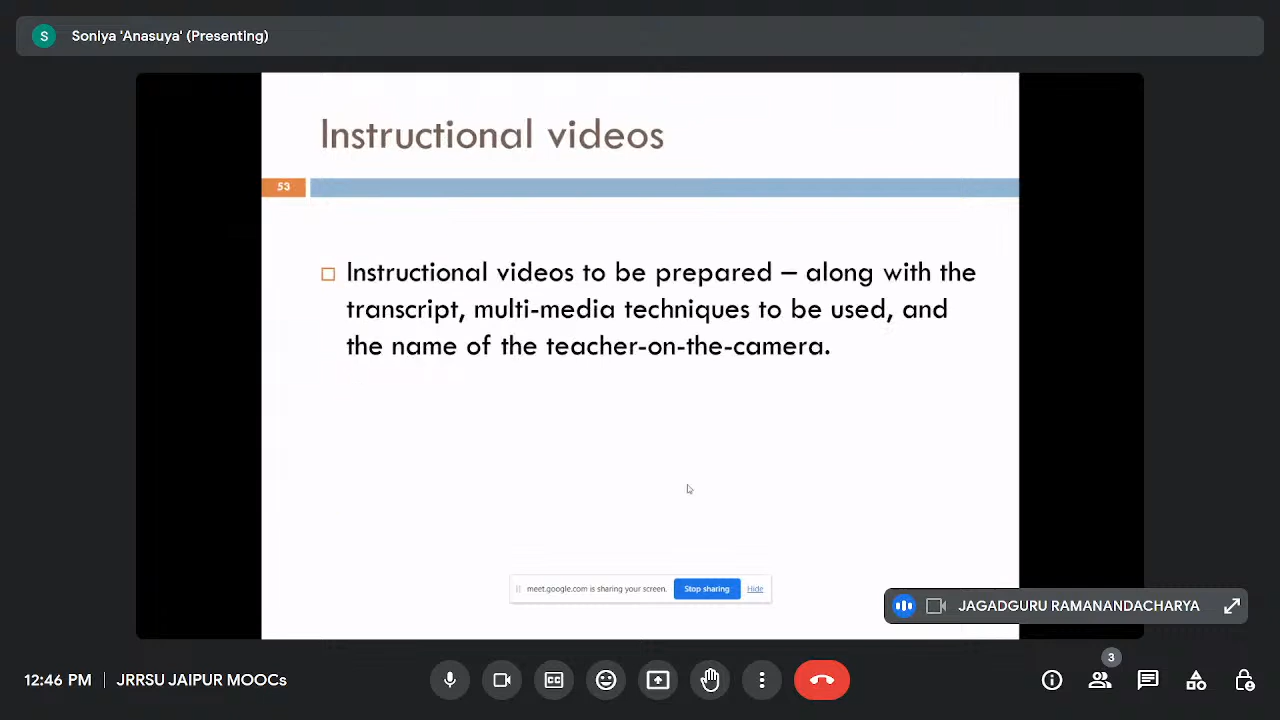 S Soniya 'Anasuya' (Presenting)
Instructional videos
53
Instructional videos to be prepared – along with the
transcript, multi-media techniques to be used, and
the name of the teacher-on-the-camera.
meet.google.com is sharing your screen. Stop sharing Hide
JAGADGURU RAMANANDACHARYA
12:46 PM JRRSU JAIPUR MOOCs
3